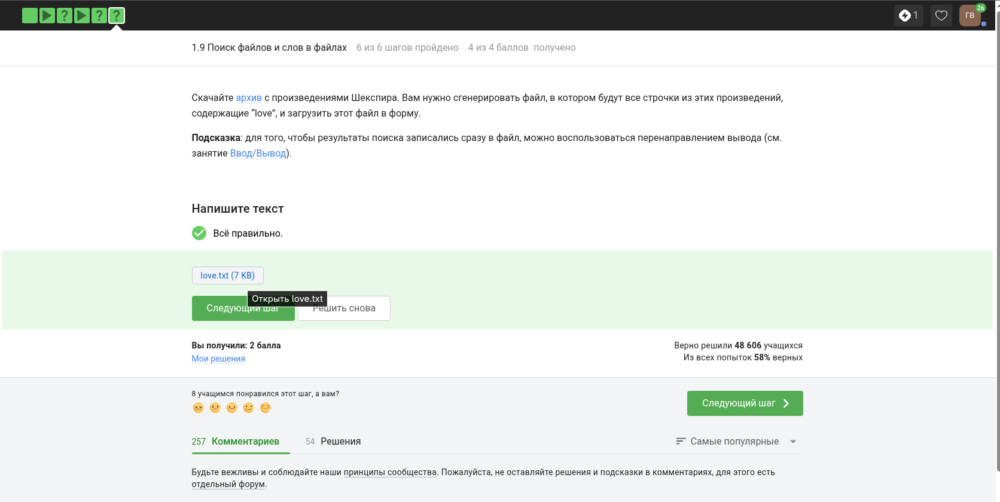 ? ? ?
1
ГВ
26
1.9 Поиск файлов и слов в файлах 6 из 6 шагов пройдено 4 из 4 баллов получено
Скачайте архив с произведениями Шекспира. Вам нужно сгенерировать файл, в котором будут все строчки из этих произведений,
содержащие “love”, и загрузить этот файл в форму.
Подсказка: для того, чтобы результаты поиска записались сразу в файл, можно воспользоваться перенаправлением вывода (см.
занятие Ввод/Вывод).
Напишите текст
Всё правильно.
love.txt (7 KB)
Открыть love.txt
Следующий шаг Решить снова
Вы получили: 2 балла
Мои решения
Верно решили 48 606 учащихся
Из всех попыток 58% верных
8 учащимся понравился этот шаг, а вам?
Следующий шаг
257 Комментариев 54 Решения Самые популярные
Будьте вежливы и соблюдайте наши принципы сообщества. Пожалуйста, не оставляйте решения и подсказки в комментариях, для этого есть
отдельный форум.